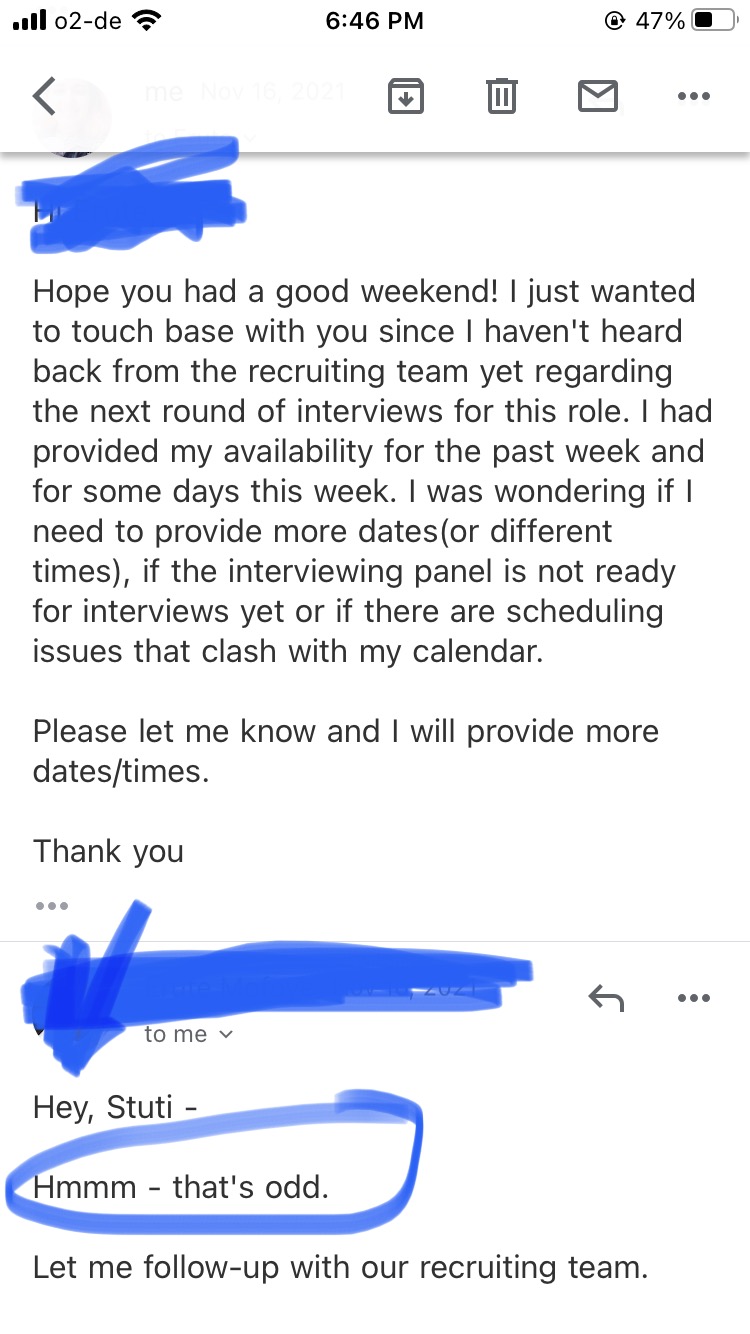 o2-de 6:46 PM 47%
me Nov 16, 2021
Hope you had a good weekend! I just wanted
to touch base with you since I haven't heard
back from the recruiting team yet regarding
the next round of interviews for this role. I had
provided my availability for the past week and
for some days this week. I was wondering if I
need to provide more dates(or different
times), if the interviewing panel is not ready
for interviews yet or if there are scheduling
issues that clash with my calendar.
Please let me know and I will provide more
dates/times.
Thank you
to me
Hey, Stuti -
Hmmm - that's odd.
Let me follow-up with our recruiting team.